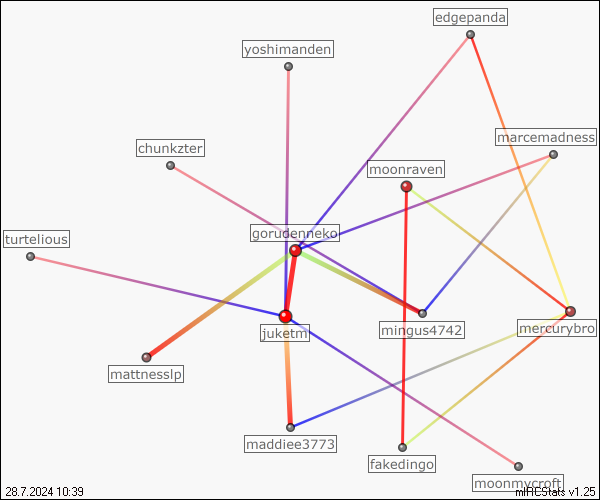 edgepanda
yoshimanden
marcemadness
chunkzter
moonraven
gorudenneko
turtelious
juketm
mingus4742
mercurybro
mattnesslp
maddiee3773
fakedingo
moonmycroft
28.7.2024 10:39
mIRCStats v1.25